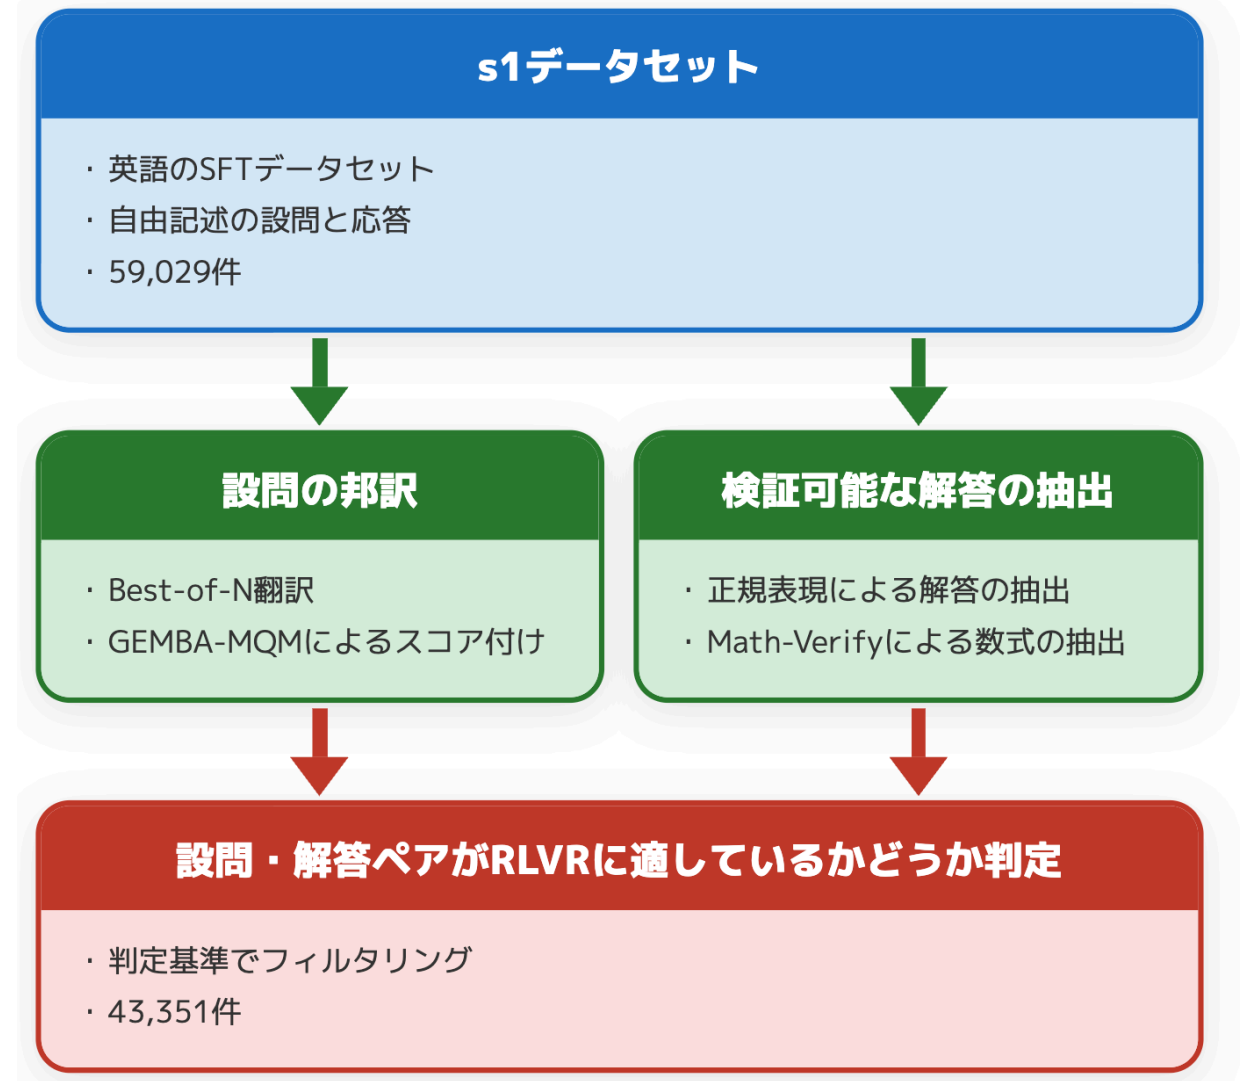 s1データセット
・英語のSFTデータセット
・自由記述の設問と応答
・59,029件
設問の邦訳
・Best-of-N翻訳
・GEMBA-MQMによるスコア付け
検証可能な解答の抽出
・正規表現による解答の抽出
・Math-Verifyによる数式の抽出
設問・解答ペアがRLVRに適しているかどうか判定
・判定基準でフィルタリング
・43,351件